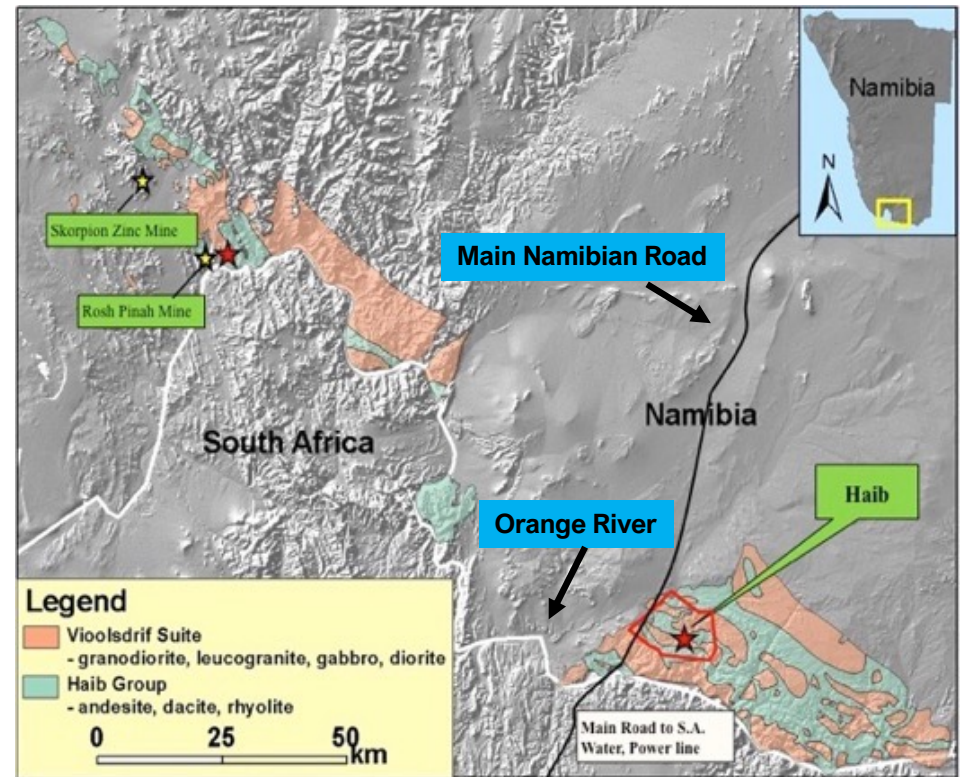 Namibia
N
Skorpion Zinc Mine
Main Namibian Road
Rosh Pinah Mine
Namibia
South Africa
Haib
Orange River
Legend
Vioolsdrif Suite
- granodiorite, leucogranite, gabbro, diorite
Haib Group
- andesite, dacite, rhyolite
0 25 50
km
Main Road to S.A.
Water, Power line